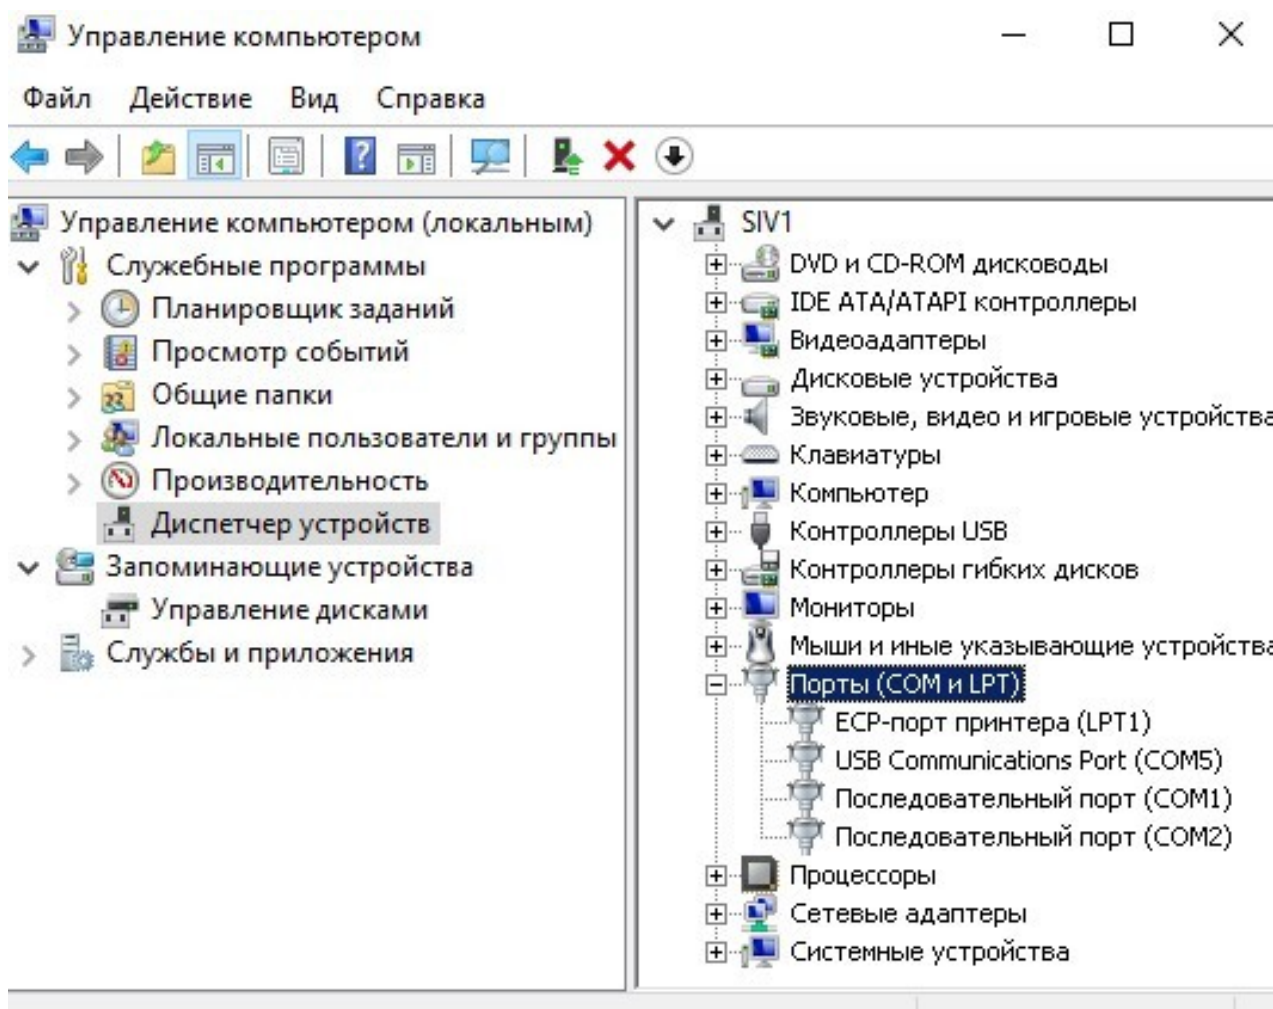 Управление компьютером
Файл Действие Вид Справка
Управление компьютером (локальным)
Служебные программы
Планировщик заданий
Просмотр событий
Общие папки
Локальные пользователи и группы
Производительность
Диспетчер устройств
Запоминающие устройства
Управление дисками
Службы и приложения
SIV1
DVD и CD-ROM дисководы
IDE ATA/ATAPI контроллеры
Видеоадаптеры
Дисковые устройства
Звуковые, видео и игровые устройства
Клавиатуры
Компьютер
Контроллеры USB
Контроллеры гибких дисков
Мониторы
Мыши и иные указывающие устройства
Порты (COM и LPT)
ECP-порт принтера (LPT1)
USB Communications Port (COM5)
Последовательный порт (COM1)
Последовательный порт (COM2)
Процессоры
Сетевые адаптеры
Системные устройства